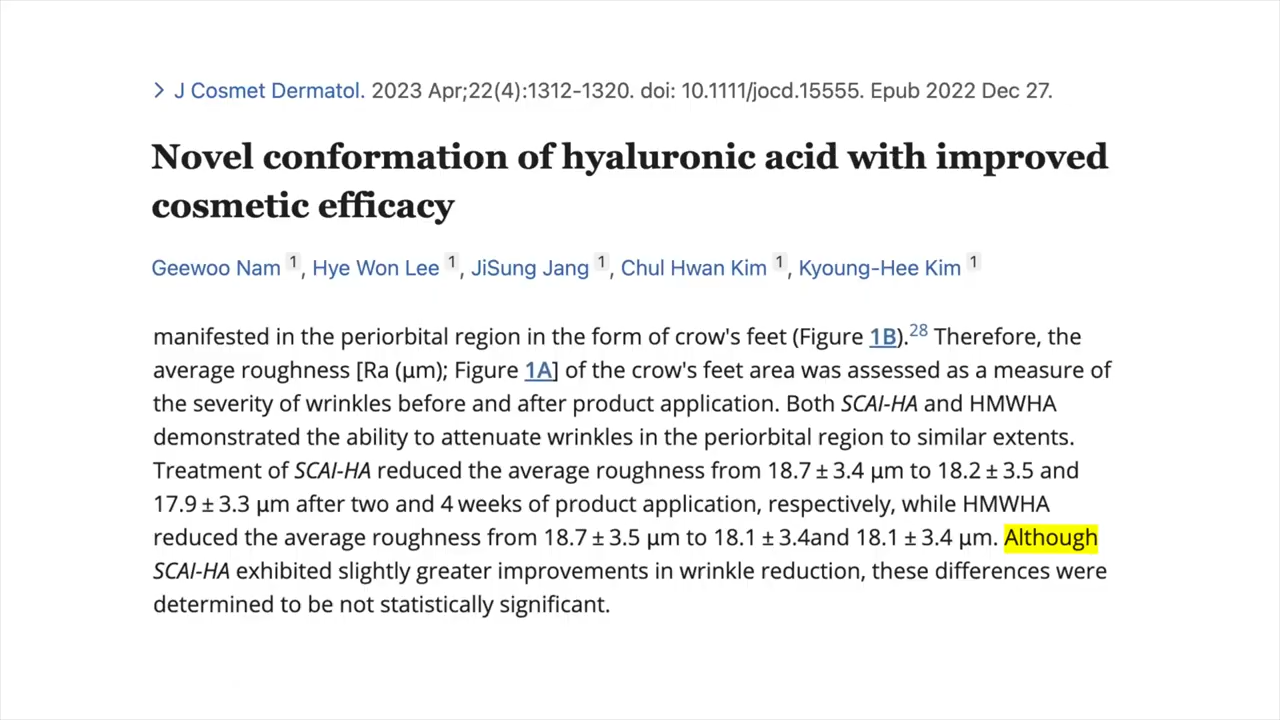 > J Cosmet Dermatol. 2023 Apr;22(4):1312-1320. doi: 10.1111/jocd.15555. Epub 2022 Dec 27.
Novel conformation of hyaluronic acid with improved
cosmetic efficacy
Geewoo Nam 1, Hye Won Lee 1, JiSung Jang 1, Chul Hwan Kim 1, Kyoung-Hee Kim 1
manifested in the periorbital region in the form of crow's feet (Figure 1B).28 Therefore, the
average roughness [Ra (μm); Figure 1A] of the crow's feet area was assessed as a measure of
the severity of wrinkles before and after product application. Both SCAI-HA and HMWHA
demonstrated the ability to attenuate wrinkles in the periorbital region to similar extents.
Treatment of SCAI-HA reduced the average roughness from 18.7 ± 3.4 μm to 18.2 ± 3.5 and
17.9 ± 3.3 μm after two and 4 weeks of product application, respectively, while HMWHA
reduced the average roughness from 18.7 ± 3.5 μm to 18.1 ± 3.4and 18.1 ± 3.4 μm. Although
SCAI-HA exhibited slightly greater improvements in wrinkle reduction, these differences were
determined to be not statistically significant.